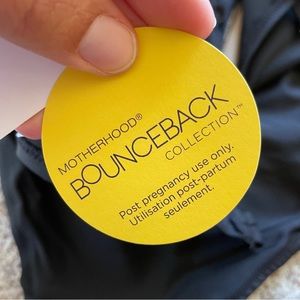 MOTHERHOOD®
BOUNCEBACK
COLLECTION™
Post pregnancy use only.
Utilisation post-partum
seulement.